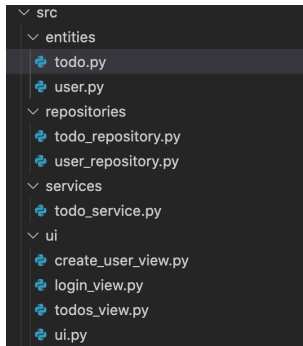 src
entities
todo.py
user.py
repositories
todo_repository.py
user_repository.py
services
todo_service.py
ui
create_user_view.py
login_view.py
todos_view.py
ui.py